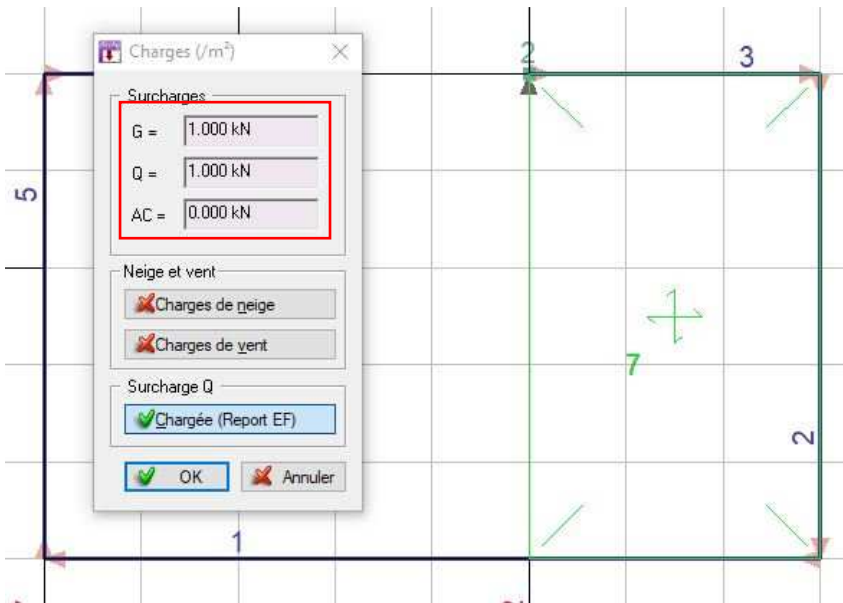 Charges (/m²)
Surcharges
G = 1.000 kN
Q = 1.000 kN
AC = 0.000 kN
Neige et vent
Charges de neige
Charges de vent
Surcharge Q
Chargée (Report EF)
OK Annuler
2
3
5
7
2
1